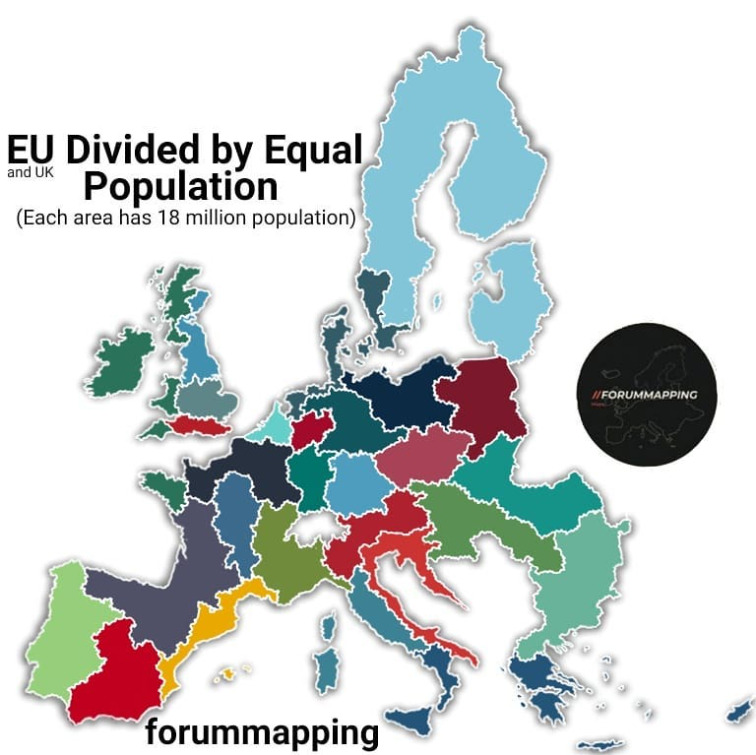 EU Divided by Equal
and UK
Population
(Each area has 18 million population)
//FORUMMAPPING
forummapping